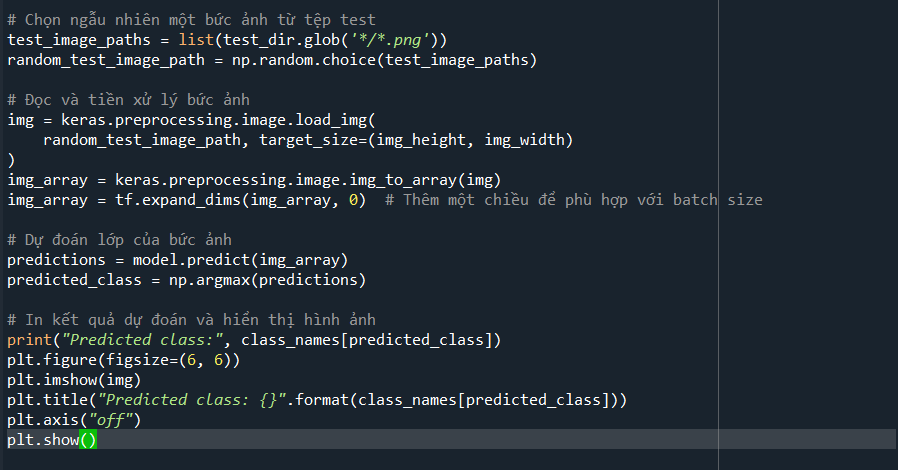 # Chọn ngẫu nhiên một bức ảnh từ tệp test
test_image_paths = list(test_dir.glob('*/*.png'))
random_test_image_path = np.random.choice(test_image_paths)
# Đọc và tiền xử lý bức ảnh
img = keras.preprocessing.image.load_img(
    random_test_image_path, target_size=(img_height, img_width)
)
img_array = keras.preprocessing.image.img_to_array(img)
img_array = tf.expand_dims(img_array, 0)  # Thêm một chiều để phù hợp với batch size
# Dự đoán lớp của bức ảnh
predictions = model.predict(img_array)
predicted_class = np.argmax(predictions)
# In kết quả dự đoán và hiển thị hình ảnh
print("Predicted class:", class_names[predicted_class])
plt.figure(figsize=(6, 6))
plt.imshow(img)
plt.title("Predicted class: {}".format(class_names[predicted_class]))
plt.axis("off")
plt.show()